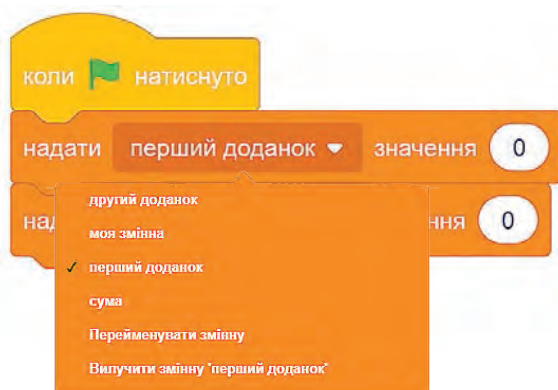 коли натиснуто
надати перший доданок значення 0
другий доданок
над ння 0
моя змінна
✓ перший доданок
сума
Перейменувати змінну
Вилучити змінну 'перший доданок'